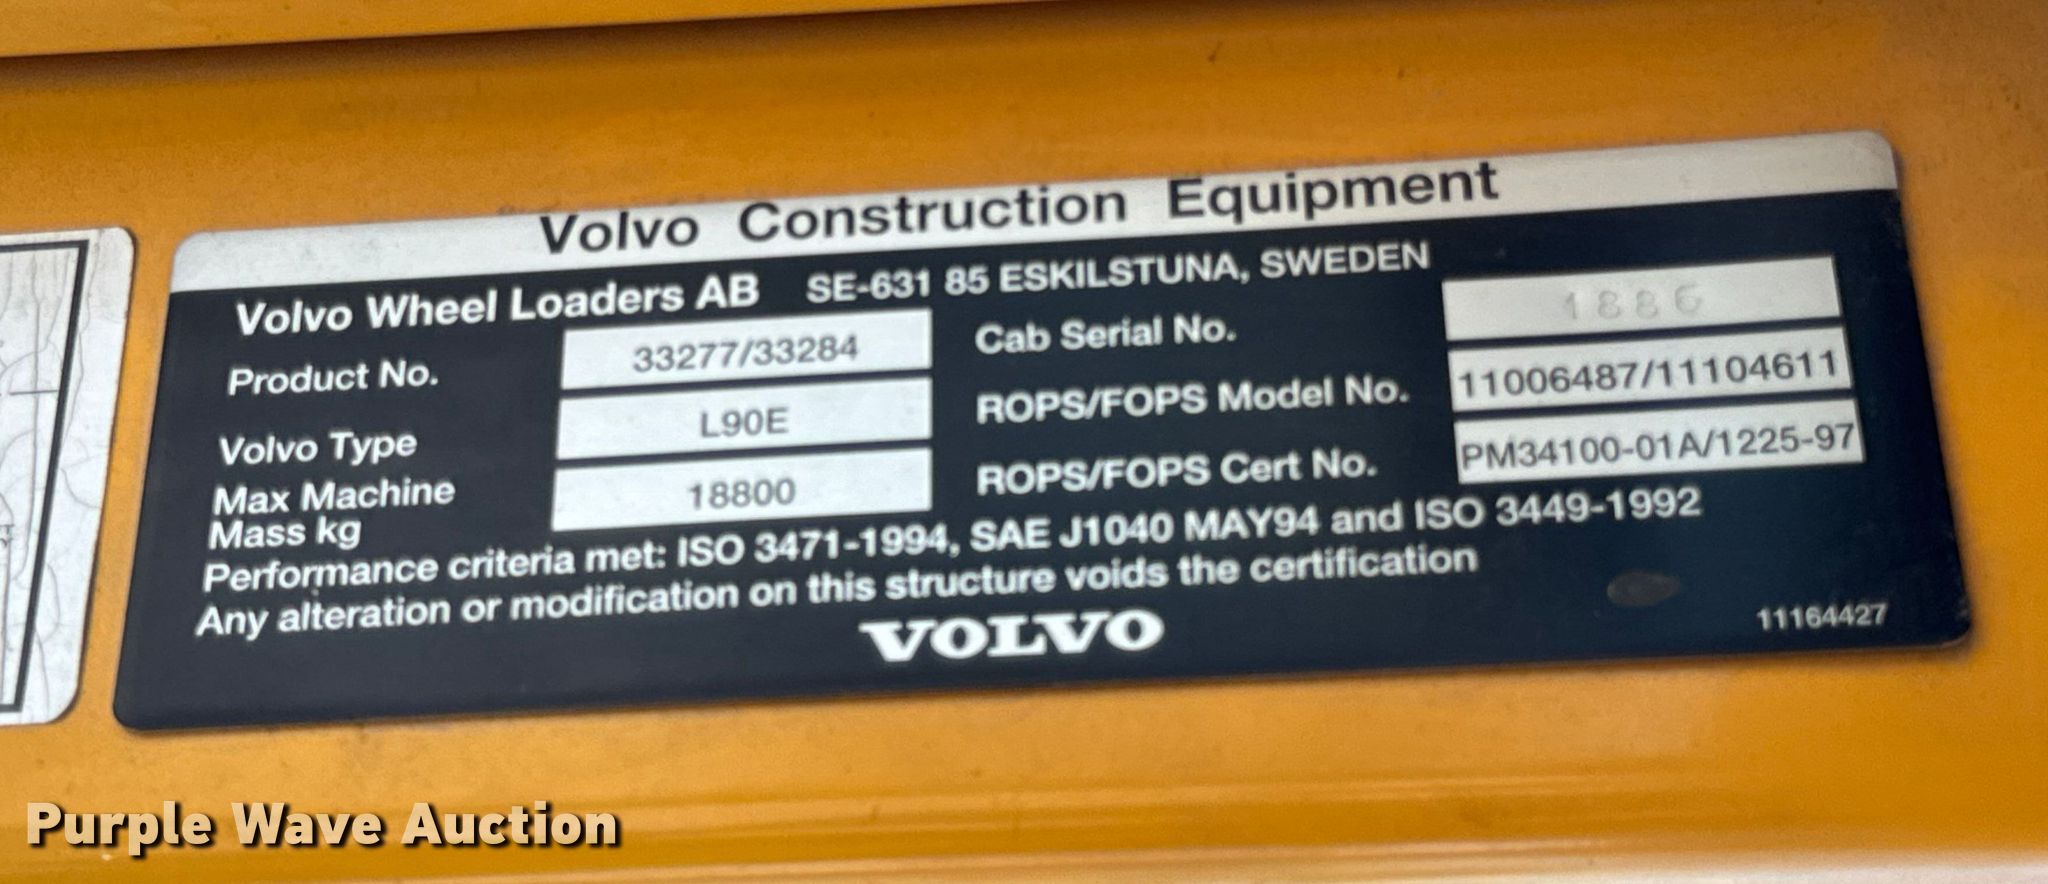 Volvo Construction Equipment
Volvo Wheel Loaders AB SE-631 85 ESKILSTUNA, SWEDEN
Product No. 33277/33284 Cab Serial No. 1886
Volvo Type L90E ROPS/FOPS Model No. 11006487/11104611
Max Machine
Mass kg 18800 ROPS/FOPS Cert No. PM34100-01A/1225-97
Performance criteria met: ISO 3471-1994, SAE J1040 MAY94 and ISO 3449-1992
Any alteration or modification on this structure voids the certification
VOLVO
11164427
Purple Wave Auction